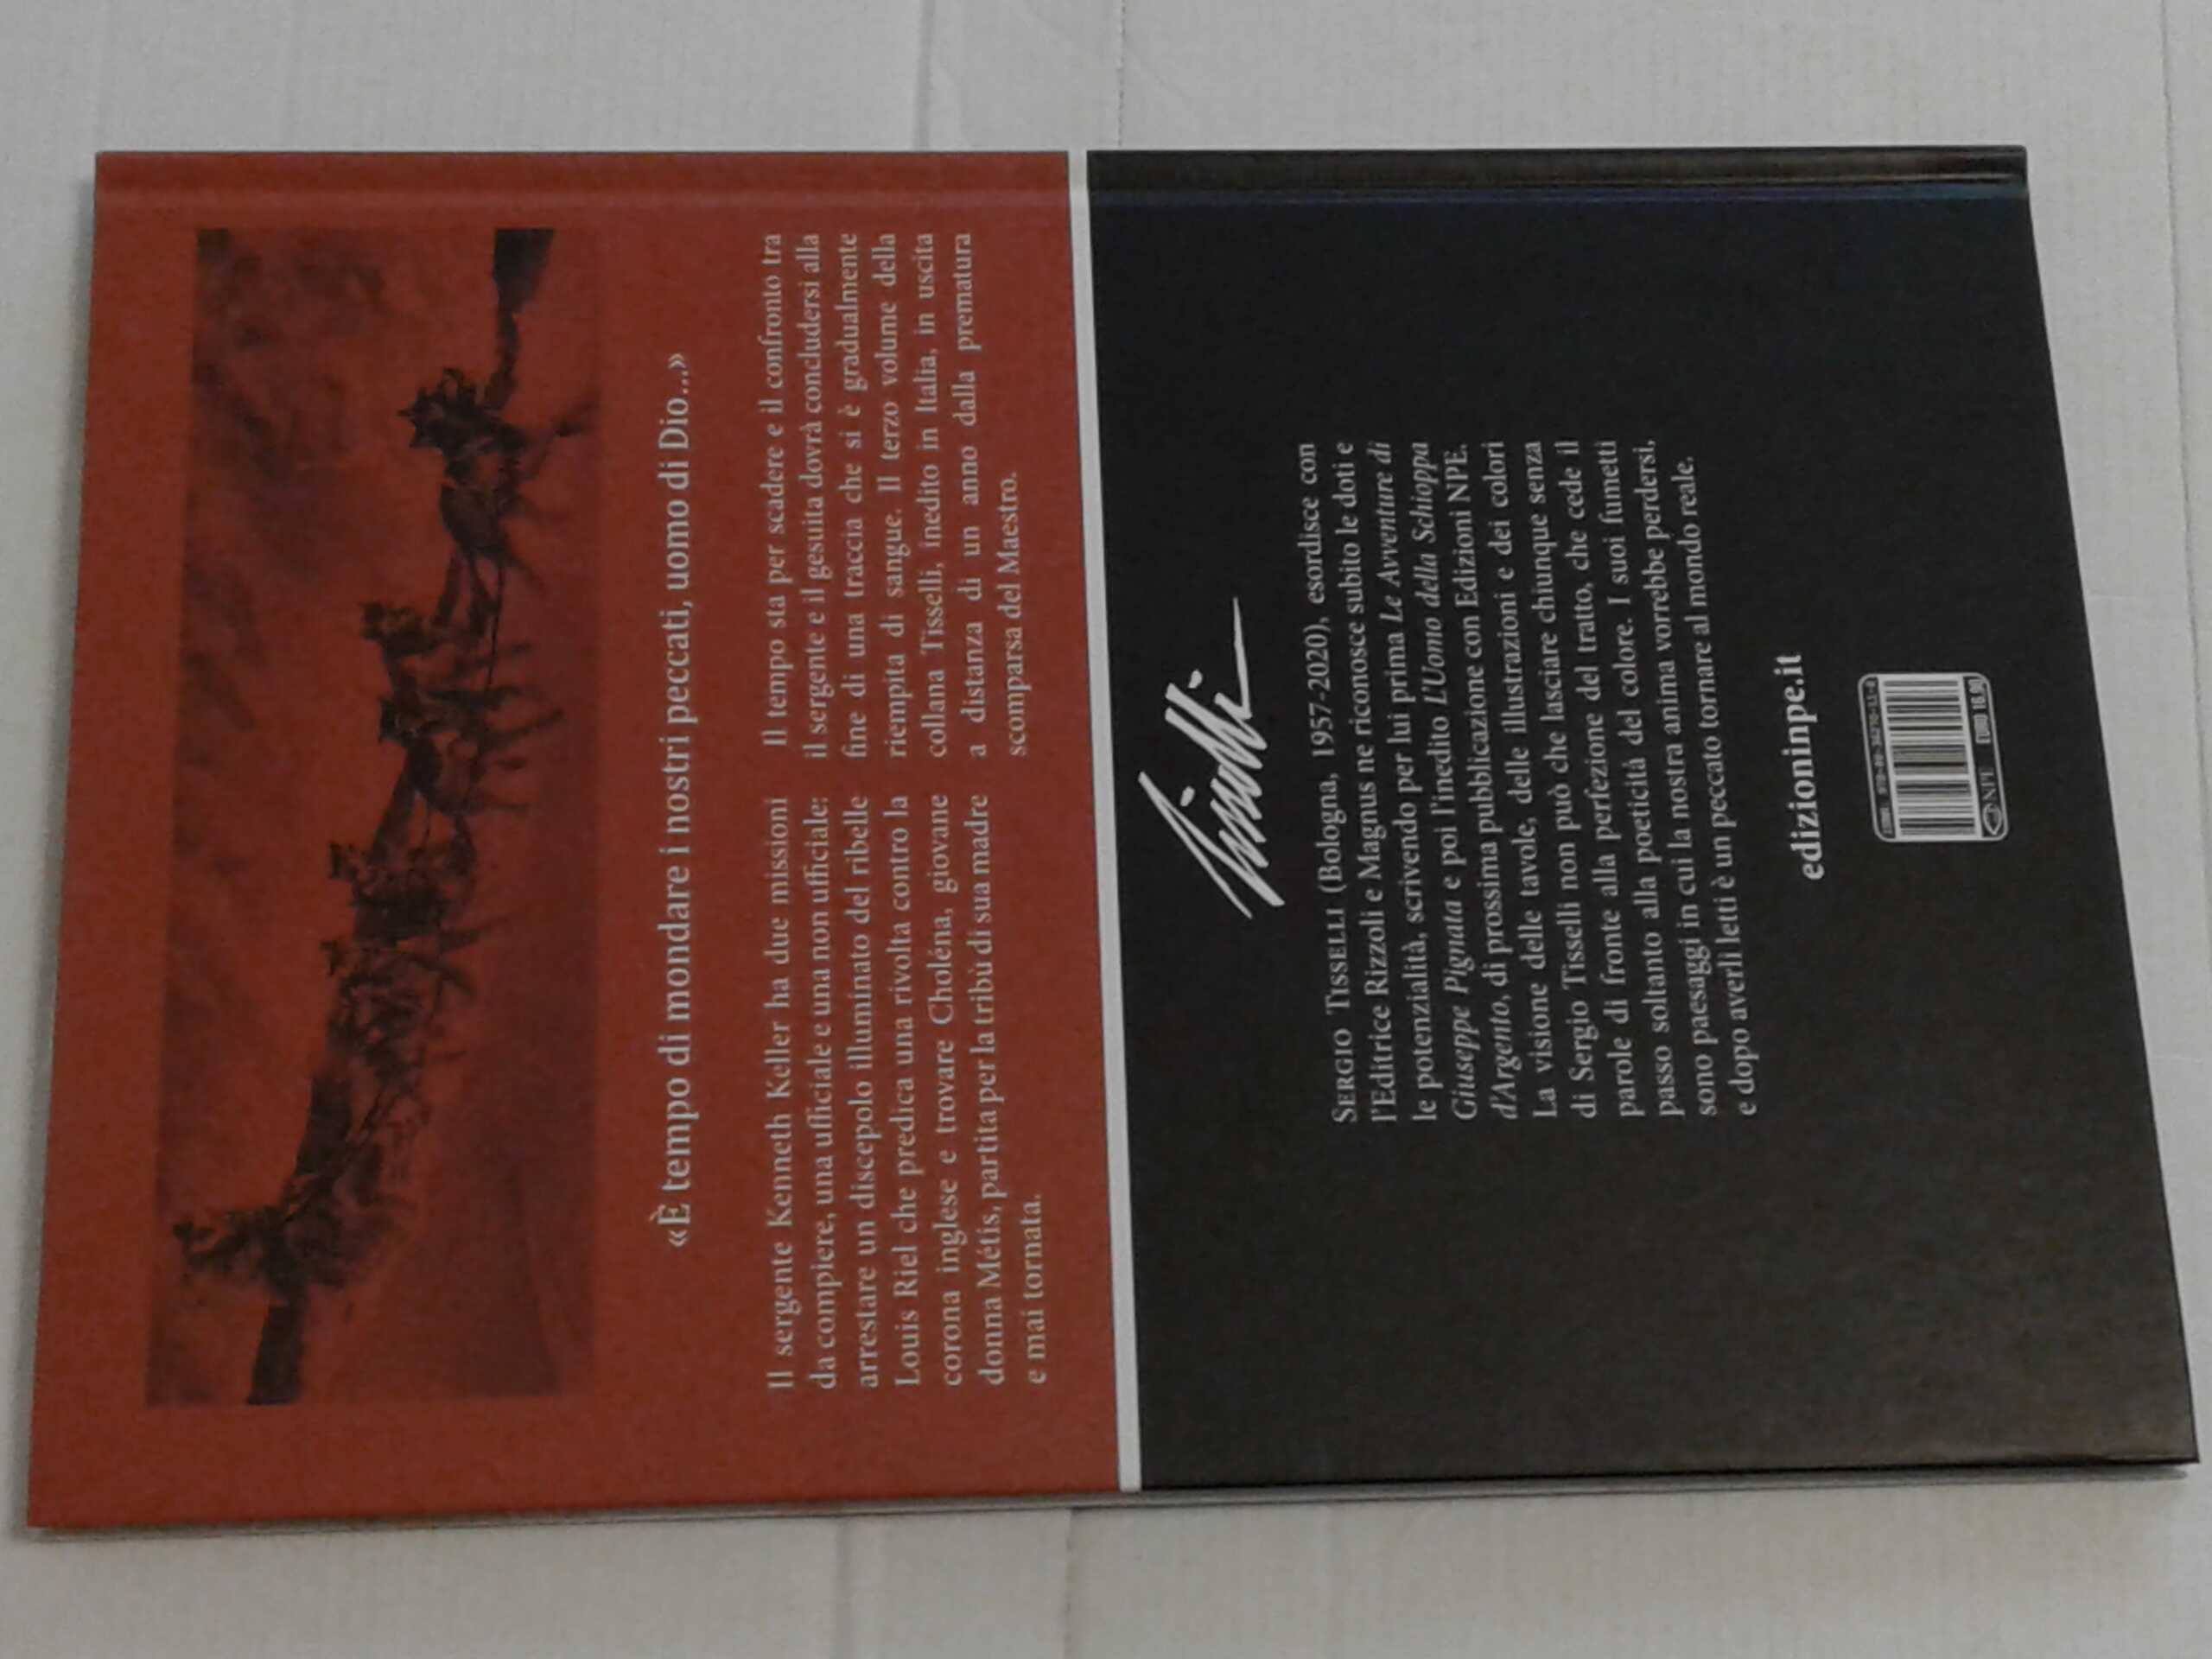 «È tempo di mondare i nostri peccati, uomo di Dio...»
Il sergente Kenneth Keller ha due missioni
da compiere, una ufficiale e una non ufficiale:
arrestare un discepolo illuminato del ribelle
Louis Riel che predica una rivolta contro la
corona inglese e trovare Choléna, giovane
donna Métis, partita per la tribù di sua madre
e mai tornata.
Il tempo sta per scadere e il confronto tra
il sergente e il gesuita dovrà concludersi alla
fine di una traccia che si è gradualmente
riempita di sangue. Il terzo volume della
collana Tisselli, inedito in Italia, in uscita
a distanza di un anno dalla prematura
scomparsa del Maestro.
Tisselli
SERGIO TISSELLI (Bologna, 1957-2020), esordisce con
l'Editrice Rizzoli e Magnus ne riconosce subito le doti e
le potenzialità, scrivendo per lui prima Le Avventure di
Giuseppe Pignata e poi l'inedito L'Uomo della Schioppa
d'Argento, di prossima pubblicazione con Edizioni NPE.
La visione delle tavole, delle illustrazioni e dei colori
di Sergio Tisselli non può che lasciare chiunque senza
parole di fronte alla perfezione del tratto, che cede il
passo soltanto alla poeticità del colore. I suoi fumetti
sono paesaggi in cui la nostra anima vorrebbe perdersi,
e dopo averli letti è un peccato tornare al mondo reale.
edizioninpe.it
NPE EURO 16.90